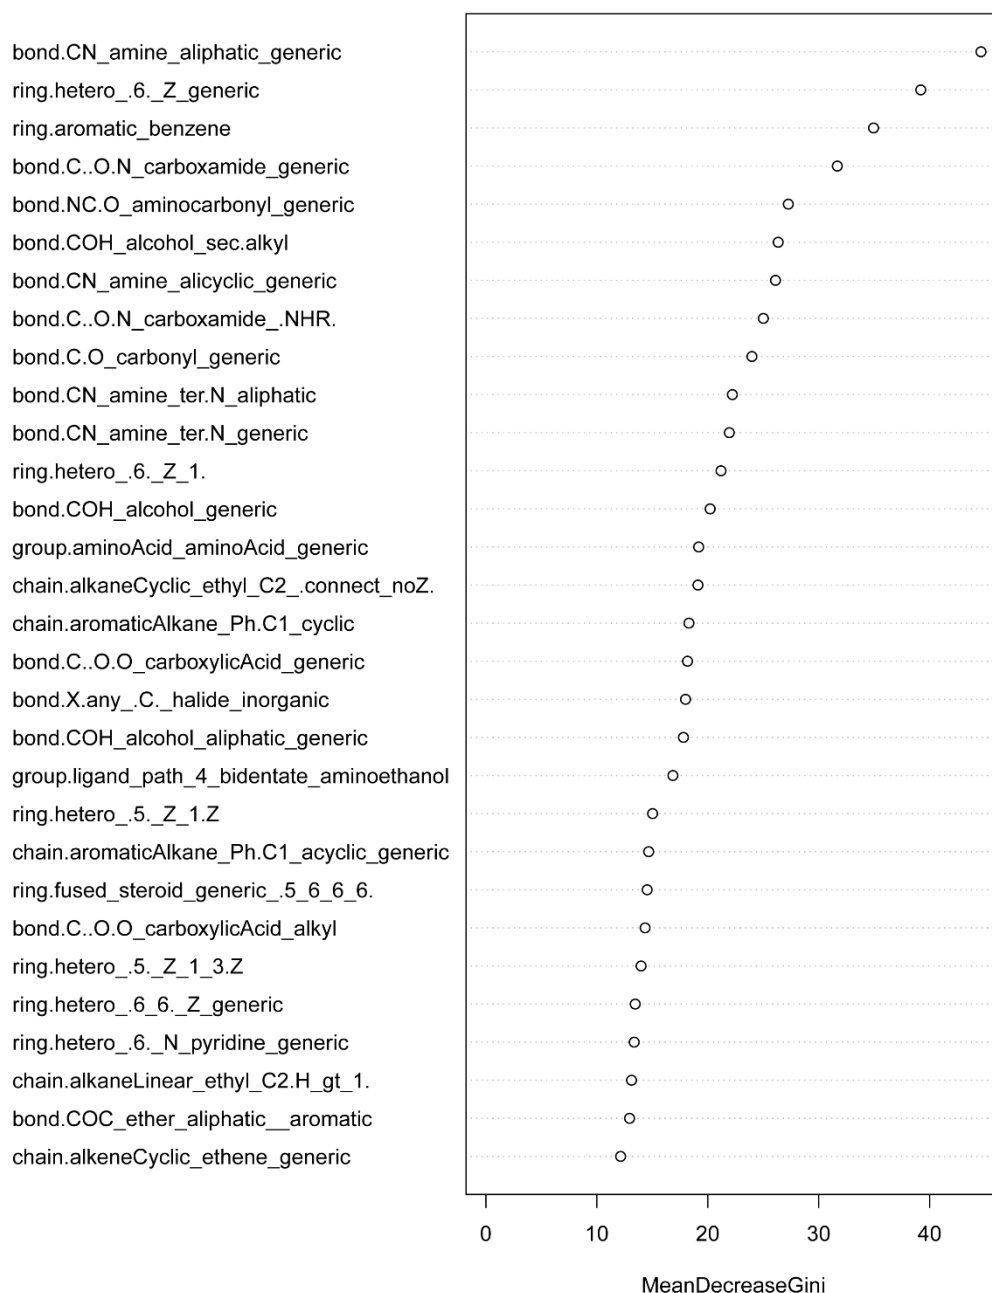 bond.CN_amine_aliphatic_generic
ring.hetero_.6._Z_generic
ring.aromatic_benzene
bond.C..O.N_carboxamide_generic
bond.NC.O_aminocarbonyl_generic
bond.COH_alcohol_sec.alkyl
bond.CN_amine_alicyclic_generic
bond.C..O.N_carboxamide_.NHR.
bond.C.O_carbonyl_generic
bond.CN_amine_ter.N_aliphatic
bond.CN_amine_ter.N_generic
ring.hetero_.6._Z_1.
bond.COH_alcohol_generic
group.aminoAcid_aminoAcid_generic
chain.alkaneCyclic_ethyl_C2_.connect_noZ.
chain.aromaticAlkane_Ph.C1_cyclic
bond.C..O.O_carboxylicAcid_generic
bond.X.any_.C._halide_inorganic
bond.COH_alcohol_aliphatic_generic
group.ligand_path_4_bidentate_aminoethanol
ring.hetero_.5._Z_1.Z
chain.aromaticAlkane_Ph.C1_acyclic_generic
ring.fused_steroid_generic_.5_6_6_6.
bond.C..O.O_carboxylicAcid_alkyl
ring.hetero_.5._Z_1_3.Z
ring.hetero_.6_6._Z_generic
ring.hetero_.6._N_pyridine_generic
chain.alkaneLinear_ethyl_C2.H_gt_1.
bond.COC_ether_aliphatic__aromatic
chain.alkeneCyclic_ethene_generic
0 10 20 30 40
MeanDecreaseGini